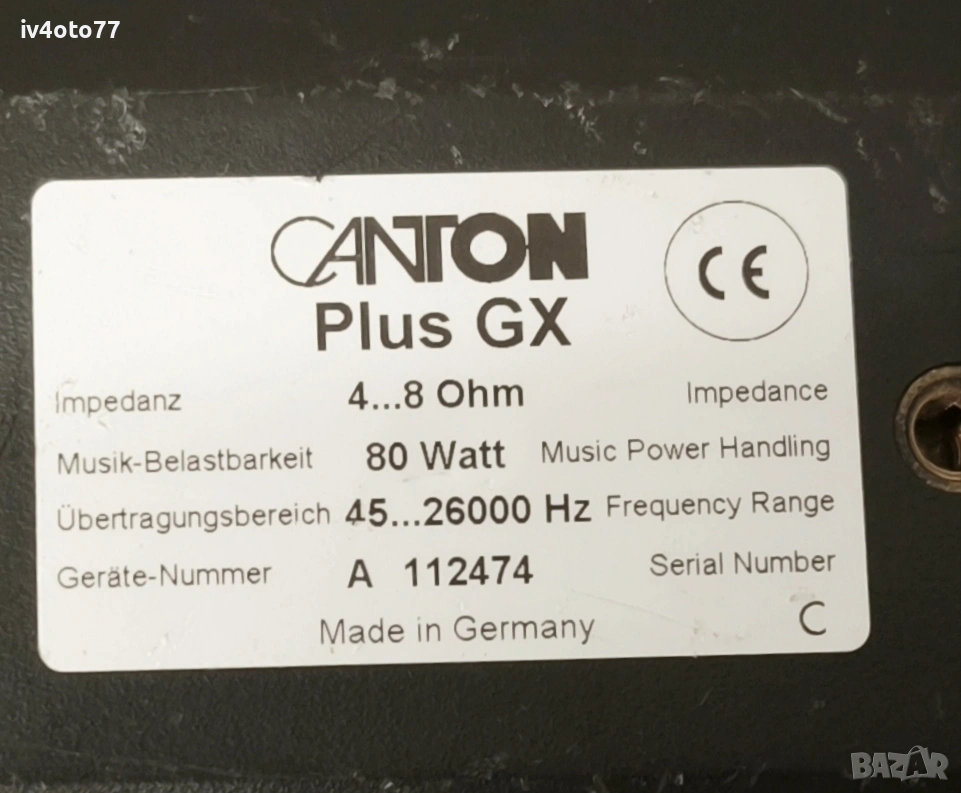 iv4oto77
CANTON
Plus GX
CE
Impedanz 4...8 Ohm Impedance
Musik-Belastbarkeit 80 Watt Music Power Handling
Übertragungsbereich 45...26000 Hz Frequency Range
Geräte-Nummer A 112474 Serial Number
Made in Germany C
BAZAR